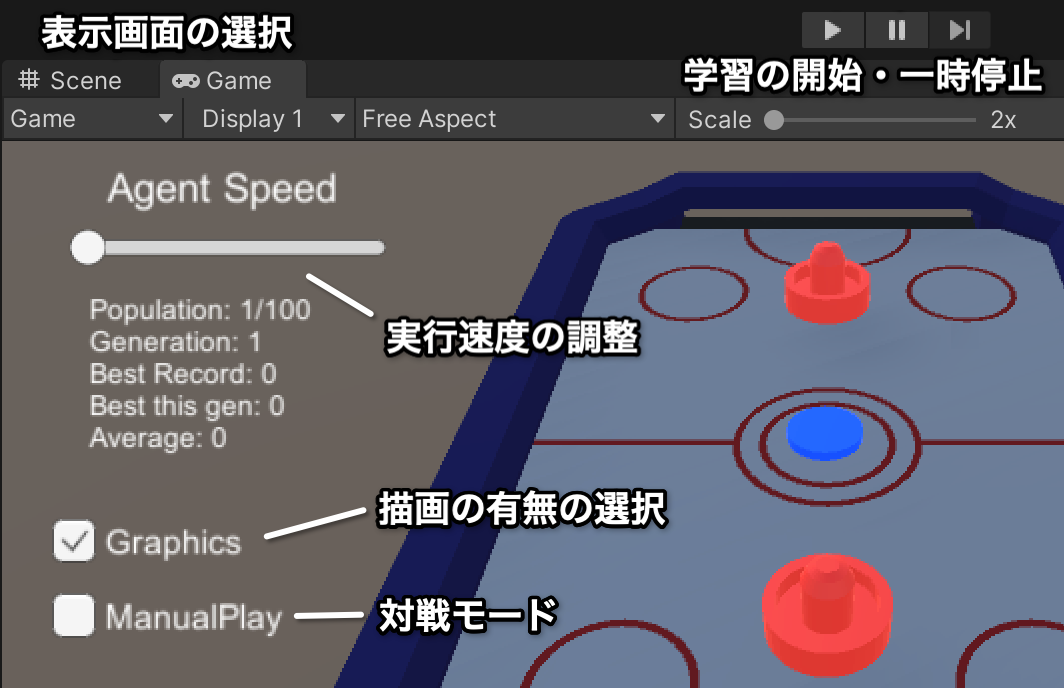 表示画面の選択
Scene
Game
学習の開始・一時停止
Game
Display 1
Free Aspect
Scale
2x
Agent Speed
実行速度の調整
Population: 1/100
Generation: 1
Best Record: 0
Best this gen: 0
Average: 0
描画の有無の選択
Graphics
ManualPlay
対戦モード